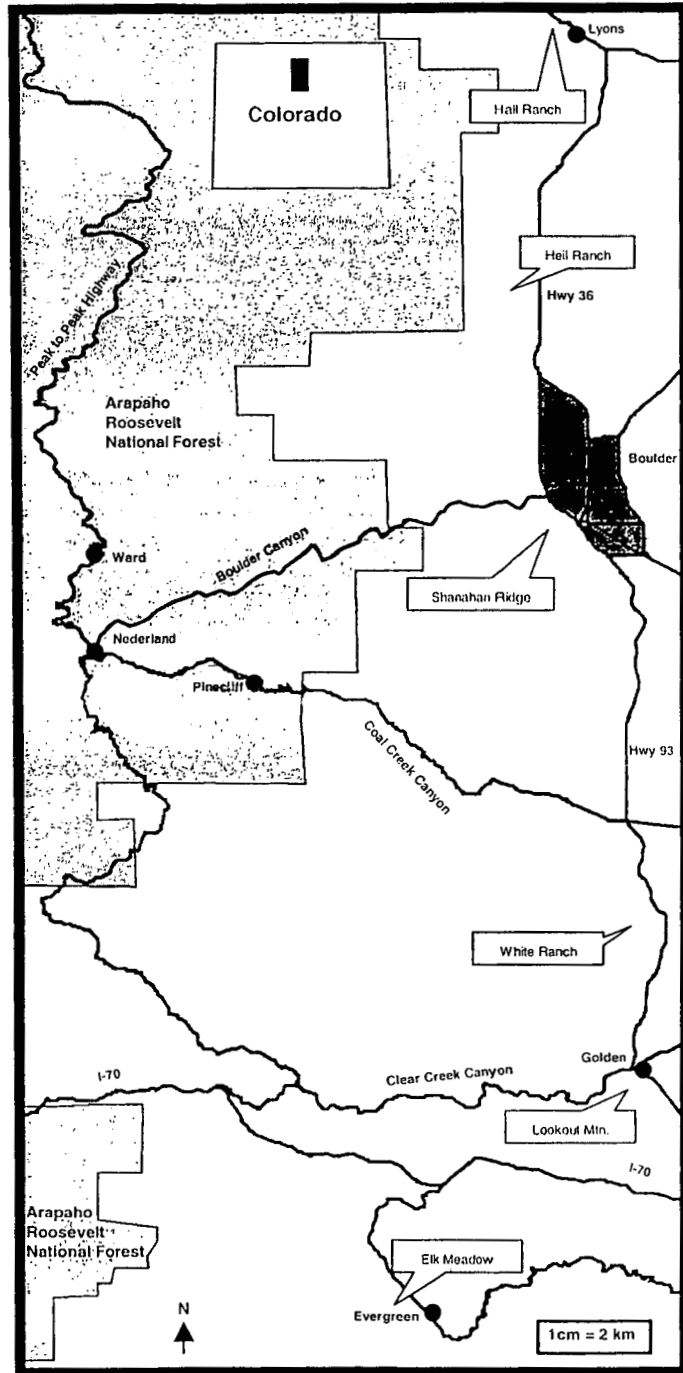 Lyons
Colorado
Hall Ranch
Heil Ranch
Hwy 36
Peak to Peak Highway
Arapaho
Roosevelt
National Forest
Boulder
Ward
Boulder Canyon
Shanahan Ridge
Nederland
Pinecliff
Coal Creek Canyon
Hwy 93
White Ranch
Golden
I-70
Clear Creek Canyon
Lookout Mtn.
I-70
Arapaho
Roosevelt
National Forest
Elk Meadow
Evergreen
N
1cm = 2 km